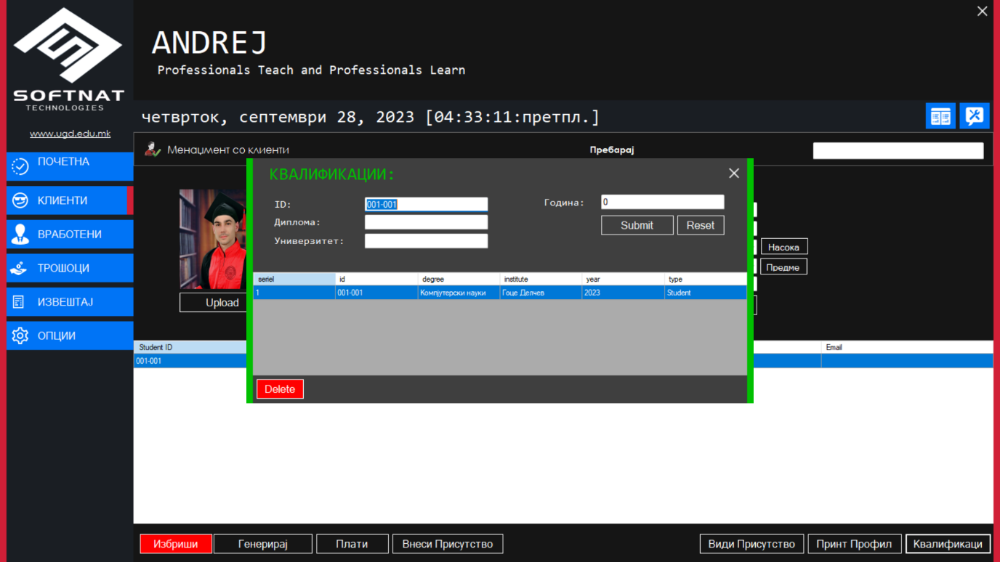 SOFTNAT
TECHNOLOGIES
www.ugd.edu.mk
ПОЧЕТНА
КЛИЕНТИ
ВРАБОТЕНИ
ТРОШОЦИ
ИЗВЕШТАЈ
ОПЦИИ
ANDREJ
Professionals Teach and Professionals Learn
четврток, септември 28, 2023 [04:33:11:претпл.]
Менаџмент со клиенти
Пребарај
КВАЛИФИКАЦИИ:
ID: 001-001
Година: 0
Диплома:
Универзитет:
Submit Reset
seriel id degree institute year type
1 001-001 Компјутерски науки Гоце Делчев 2023 Student
Delete
Upload
Насока
Предме
Student ID Email
001-001
Избриши Генерирај Плати Внеси Присуство Види Присуство Принт Профил Квалификаци